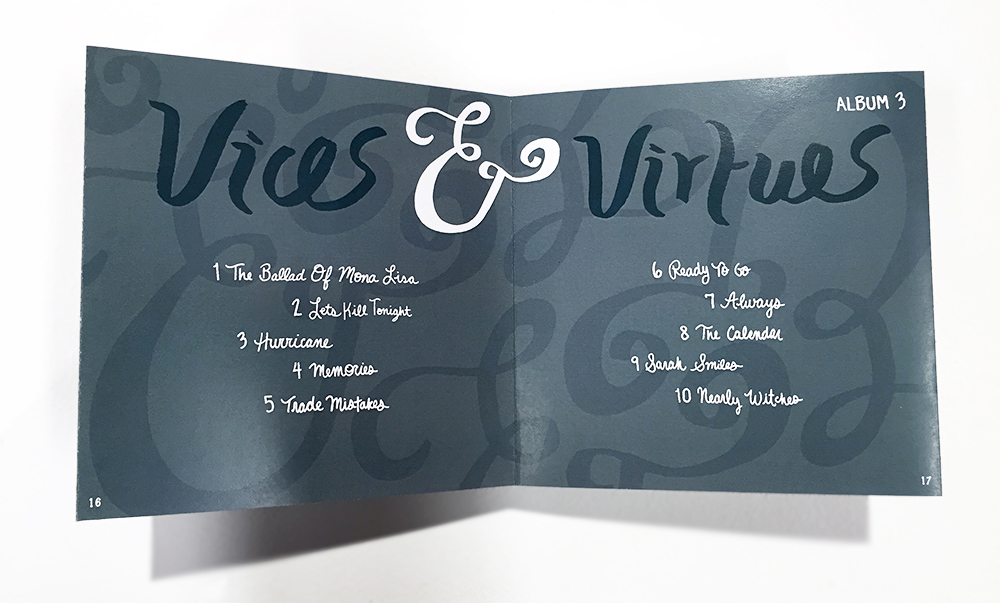 ALBUM 3
Vices & Virtues
1 The Ballad Of Mona Lisa
2 Lets Kill Tonight
3 Hurricane
4 Memories
5 Trade Mistakes
6 Ready To Go
7 Always
8 The Calender
9 Sarah Smiles
10 Nearly Witches
16
17